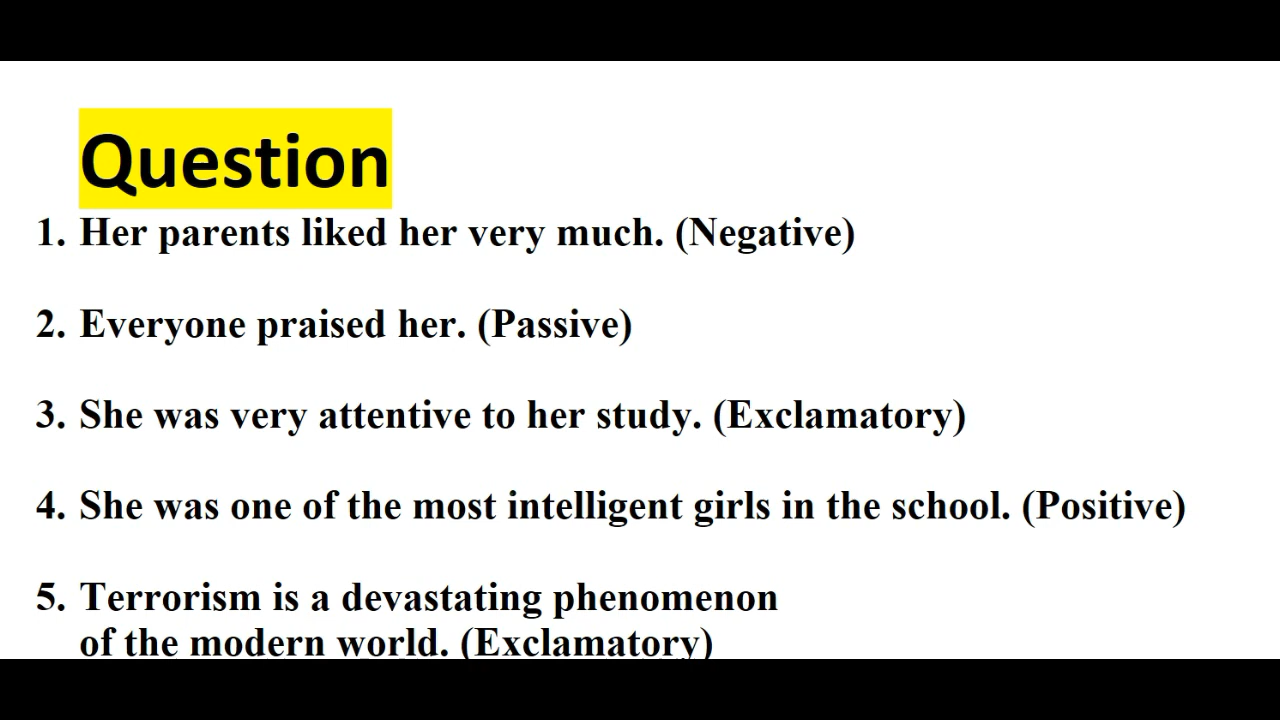 Question
1. Her parents liked her very much. (Negative)
2. Everyone praised her. (Passive)
3. She was very attentive to her study. (Exclamatory)
4. She was one of the most intelligent girls in the school. (Positive)
5. Terrorism is a devastating phenomenon
of the modern world. (Exclamatory)